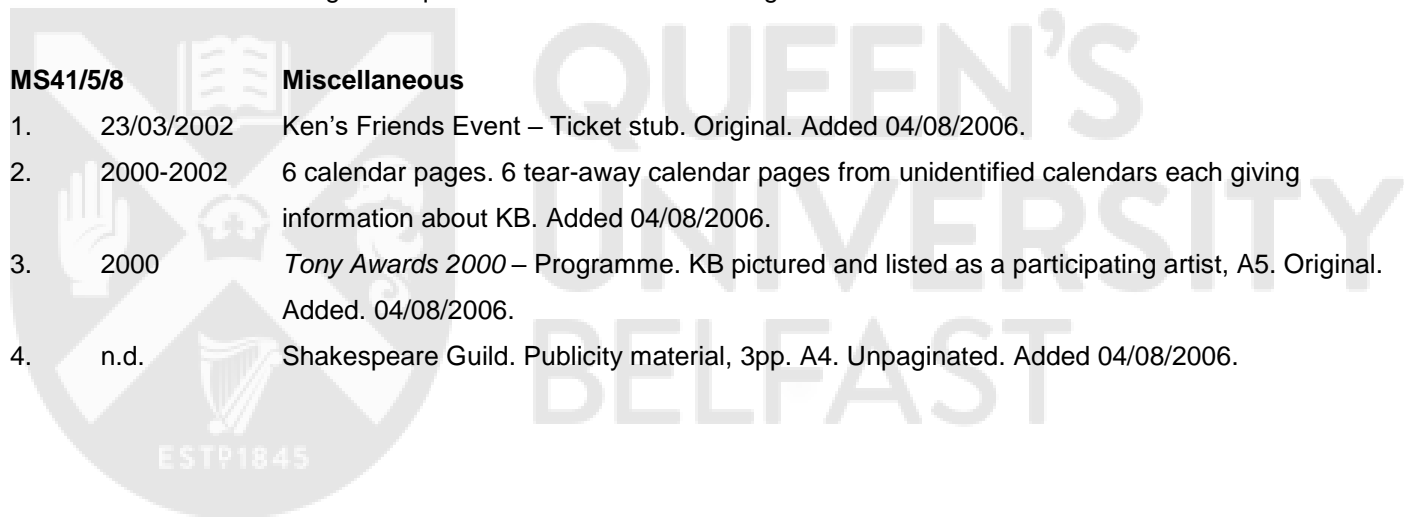 MS41/5/8 Miscellaneous
1. 23/03/2002 Ken’s Friends Event – Ticket stub. Original. Added 04/08/2006.
2. 2000-2002 6 calendar pages. 6 tear-away calendar pages from unidentified calendars each giving
information about KB. Added 04/08/2006.
3. 2000 Tony Awards 2000 – Programme. KB pictured and listed as a participating artist, A5. Original.
Added. 04/08/2006.
4. n.d. Shakespeare Guild. Publicity material, 3pp. A4. Unpaginated. Added 04/08/2006.
QUEEN’S
UNIVERSITY
BELFAST
ESTD 1845